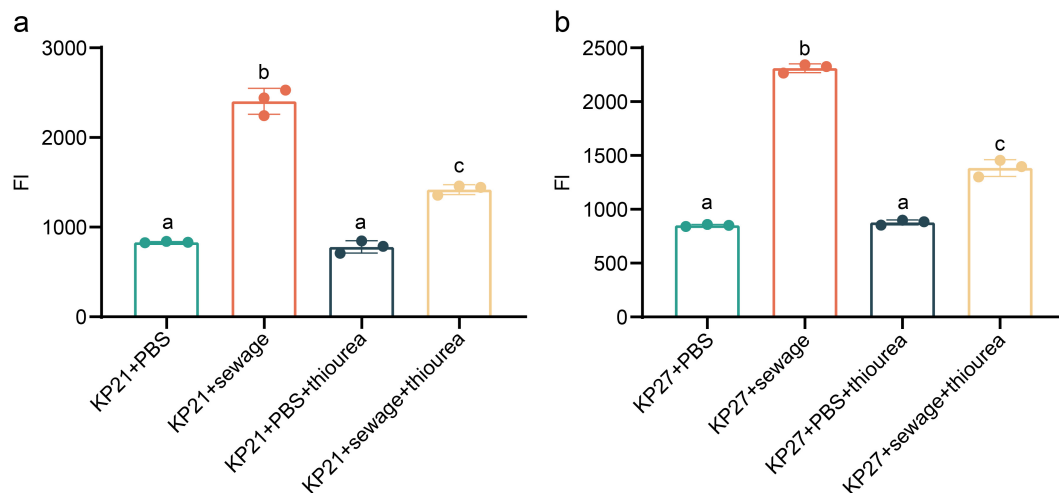 a
3000
2000
1000
0
FI
a
b
a
c
KP21+PBS
KP21+sewage
KP21+PBS+thiourea
KP21+sewage+thiourea
b
2500
2000
1500
1000
500
0
FI
a
b
a
c
KP27+PBS
KP27+sewage
KP27+PBS+thiourea
KP27+sewage+thiourea